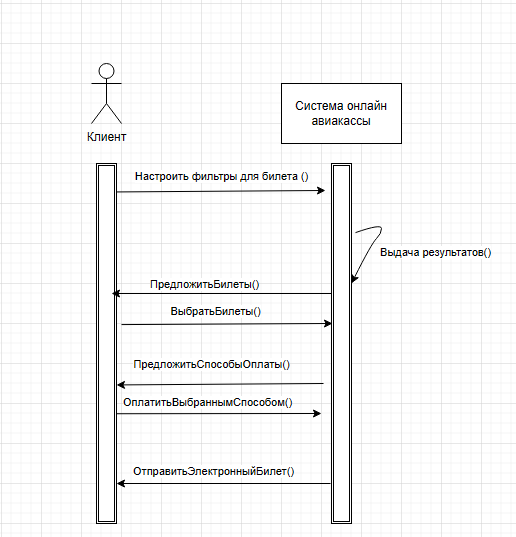 Клиент
Система онлайн
авиакассы
Настроить фильтры для билета ()
Выдача результатов()
ПредложитьБилеты()
ВыбратьБилеты()
ПредложитьСпособыОплаты()
ОплатитьВыбраннымСпособом()
ОтправитьЭлектронныйБилет()